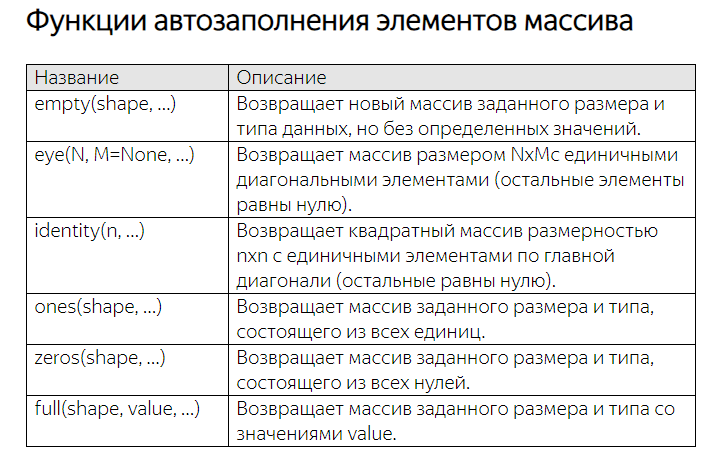 Функции автозаполнения элементов массива
Название
Описание
empty(shape, ...)
Возвращает новый массив заданного размера и
типа данных, но без определенных значений.
eye(N, M=None, ...)
Возвращает массив размером NxMс единичными
диагональными элементами (остальные элементы
равны нулю).
identity(n, ...)
Возвращает квадратный массив размерностью
nxn с единичными элементами по главной
диагонали (остальные равны нулю).
ones(shape, ...)
Возвращает массив заданного размера и типа,
состоящего из всех единиц.
zeros(shape, ...)
Возвращает массив заданного размера и типа,
состоящего из всех нулей.
full(shape, value, ...)
Возвращает массив заданного размера и типа со
значениями value.